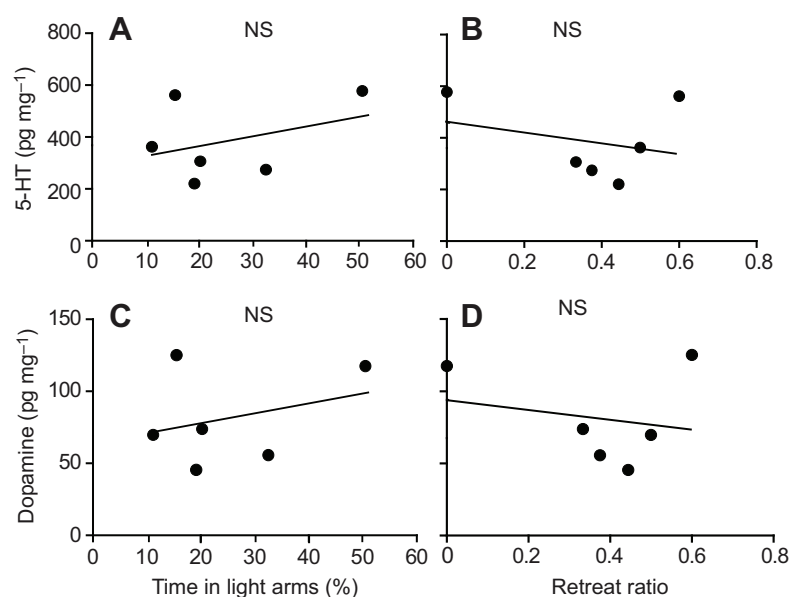 A
NS
B
NS
5-HT (pg mg⁻¹)
800
600
400
200
0
0 10 20 30 40 50 60
0 0.2 0.4 0.6 0.8
C
NS
D
NS
Dopamine (pg mg⁻¹)
150
100
50
0
0 10 20 30 40 50 60
0 0.2 0.4 0.6 0.8
Time in light arms (%)
Retreat ratio